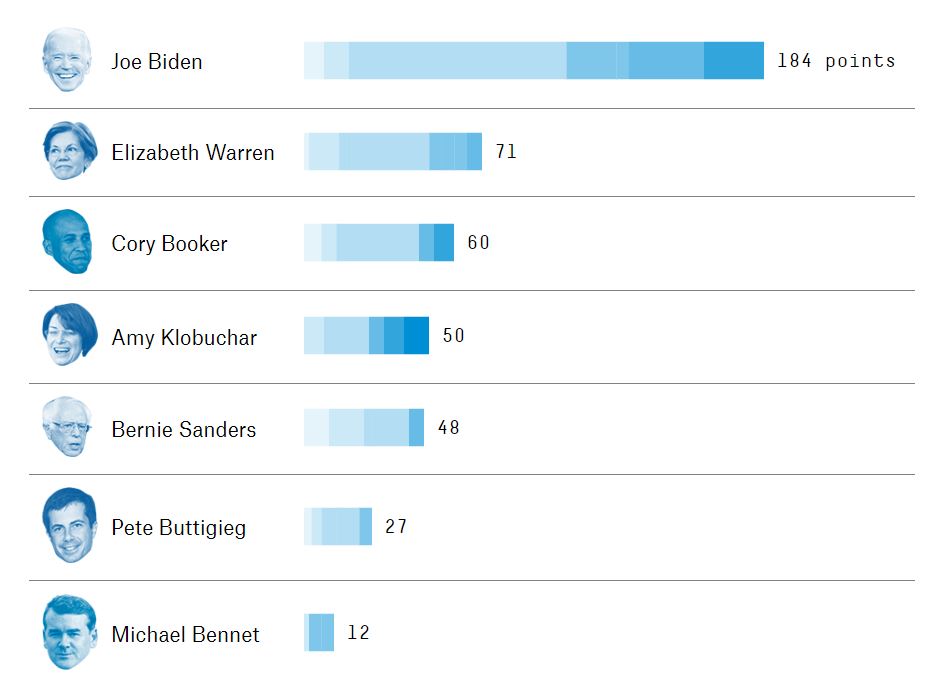 Joe Biden 184 points
Elizabeth Warren 71
Cory Booker 60
Amy Klobuchar 50
Bernie Sanders 48
Pete Buttigieg 27
Michael Bennet 12